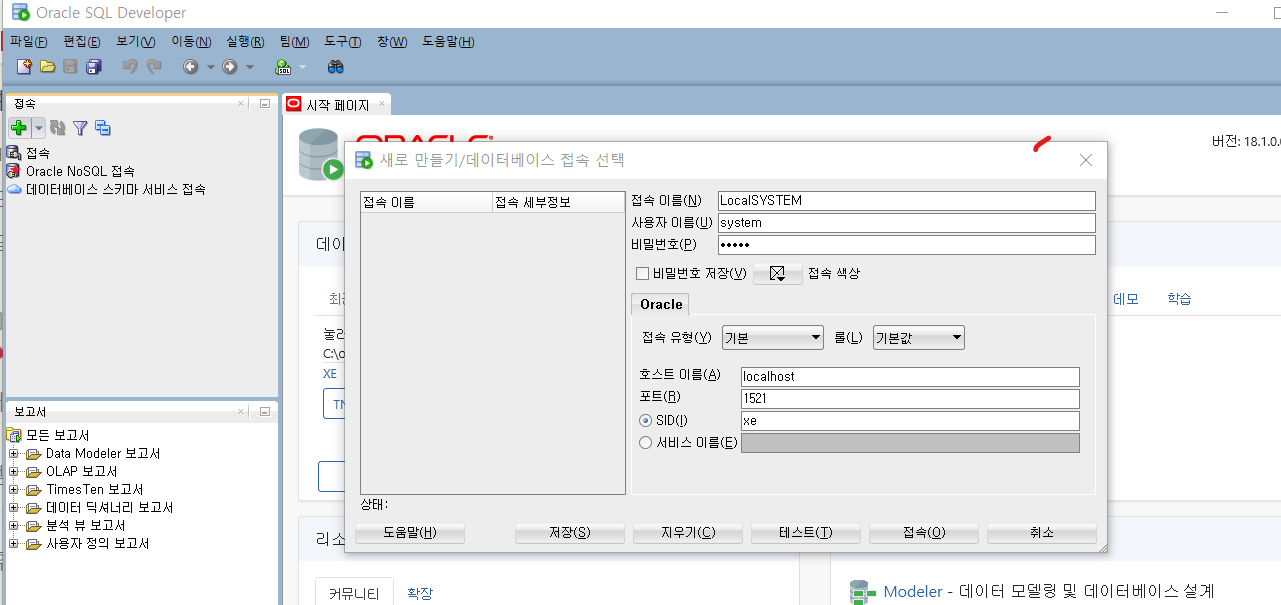 Oracle SQL Developer
파일(F) 편집(E) 보기(V) 이동(N) 실행(R) 팀(M) 도구(T) 창(W) 도움말(H)
접속
시작 페이지
접속
Oracle NoSQL 접속
데이터베이스 스키마 서비스 접속
ORACLE
버전: 18.1.0.
새로 만들기/데이터베이스 접속 선택
접속 이름 접속 세부정보
접속 이름(N) LocalSYSTEM
사용자 이름(U) system
비밀번호(P) •••••
비밀번호 저장(V) 접속 색상
Oracle
접속 유형(Y) 기본 롤(L) 기본값
호스트 이름(A) localhost
포트(R) 1521
SID(I) xe
서비스 이름(E)
상태:
도움말(H) 저장(S) 지우기(C) 테스트(T) 접속(O) 취소
데이
최근
눌러
C:\o
XE
TN
데모 학습
보고서
모든 보고서
Data Modeler 보고서
OLAP 보고서
TimesTen 보고서
데이터 딕셔너리 보고서
분석 뷰 보고서
사용자 정의 보고서
리소
커뮤니티 확장
Modeler - 데이터 모델링 및 데이터베이스 설계